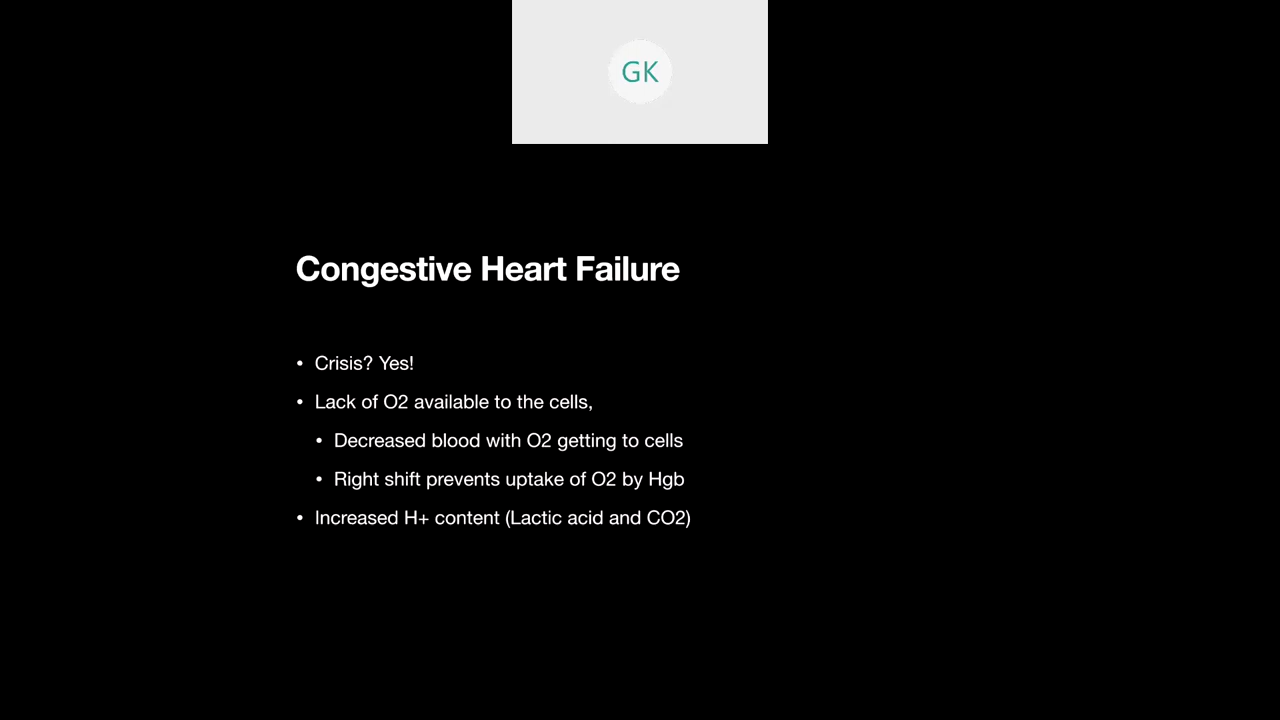 GK
Congestive Heart Failure
• Crisis? Yes!
• Lack of O2 available to the cells,
• Decreased blood with O2 getting to cells
• Right shift prevents uptake of O2 by Hgb
• Increased H+ content (Lactic acid and CO2)